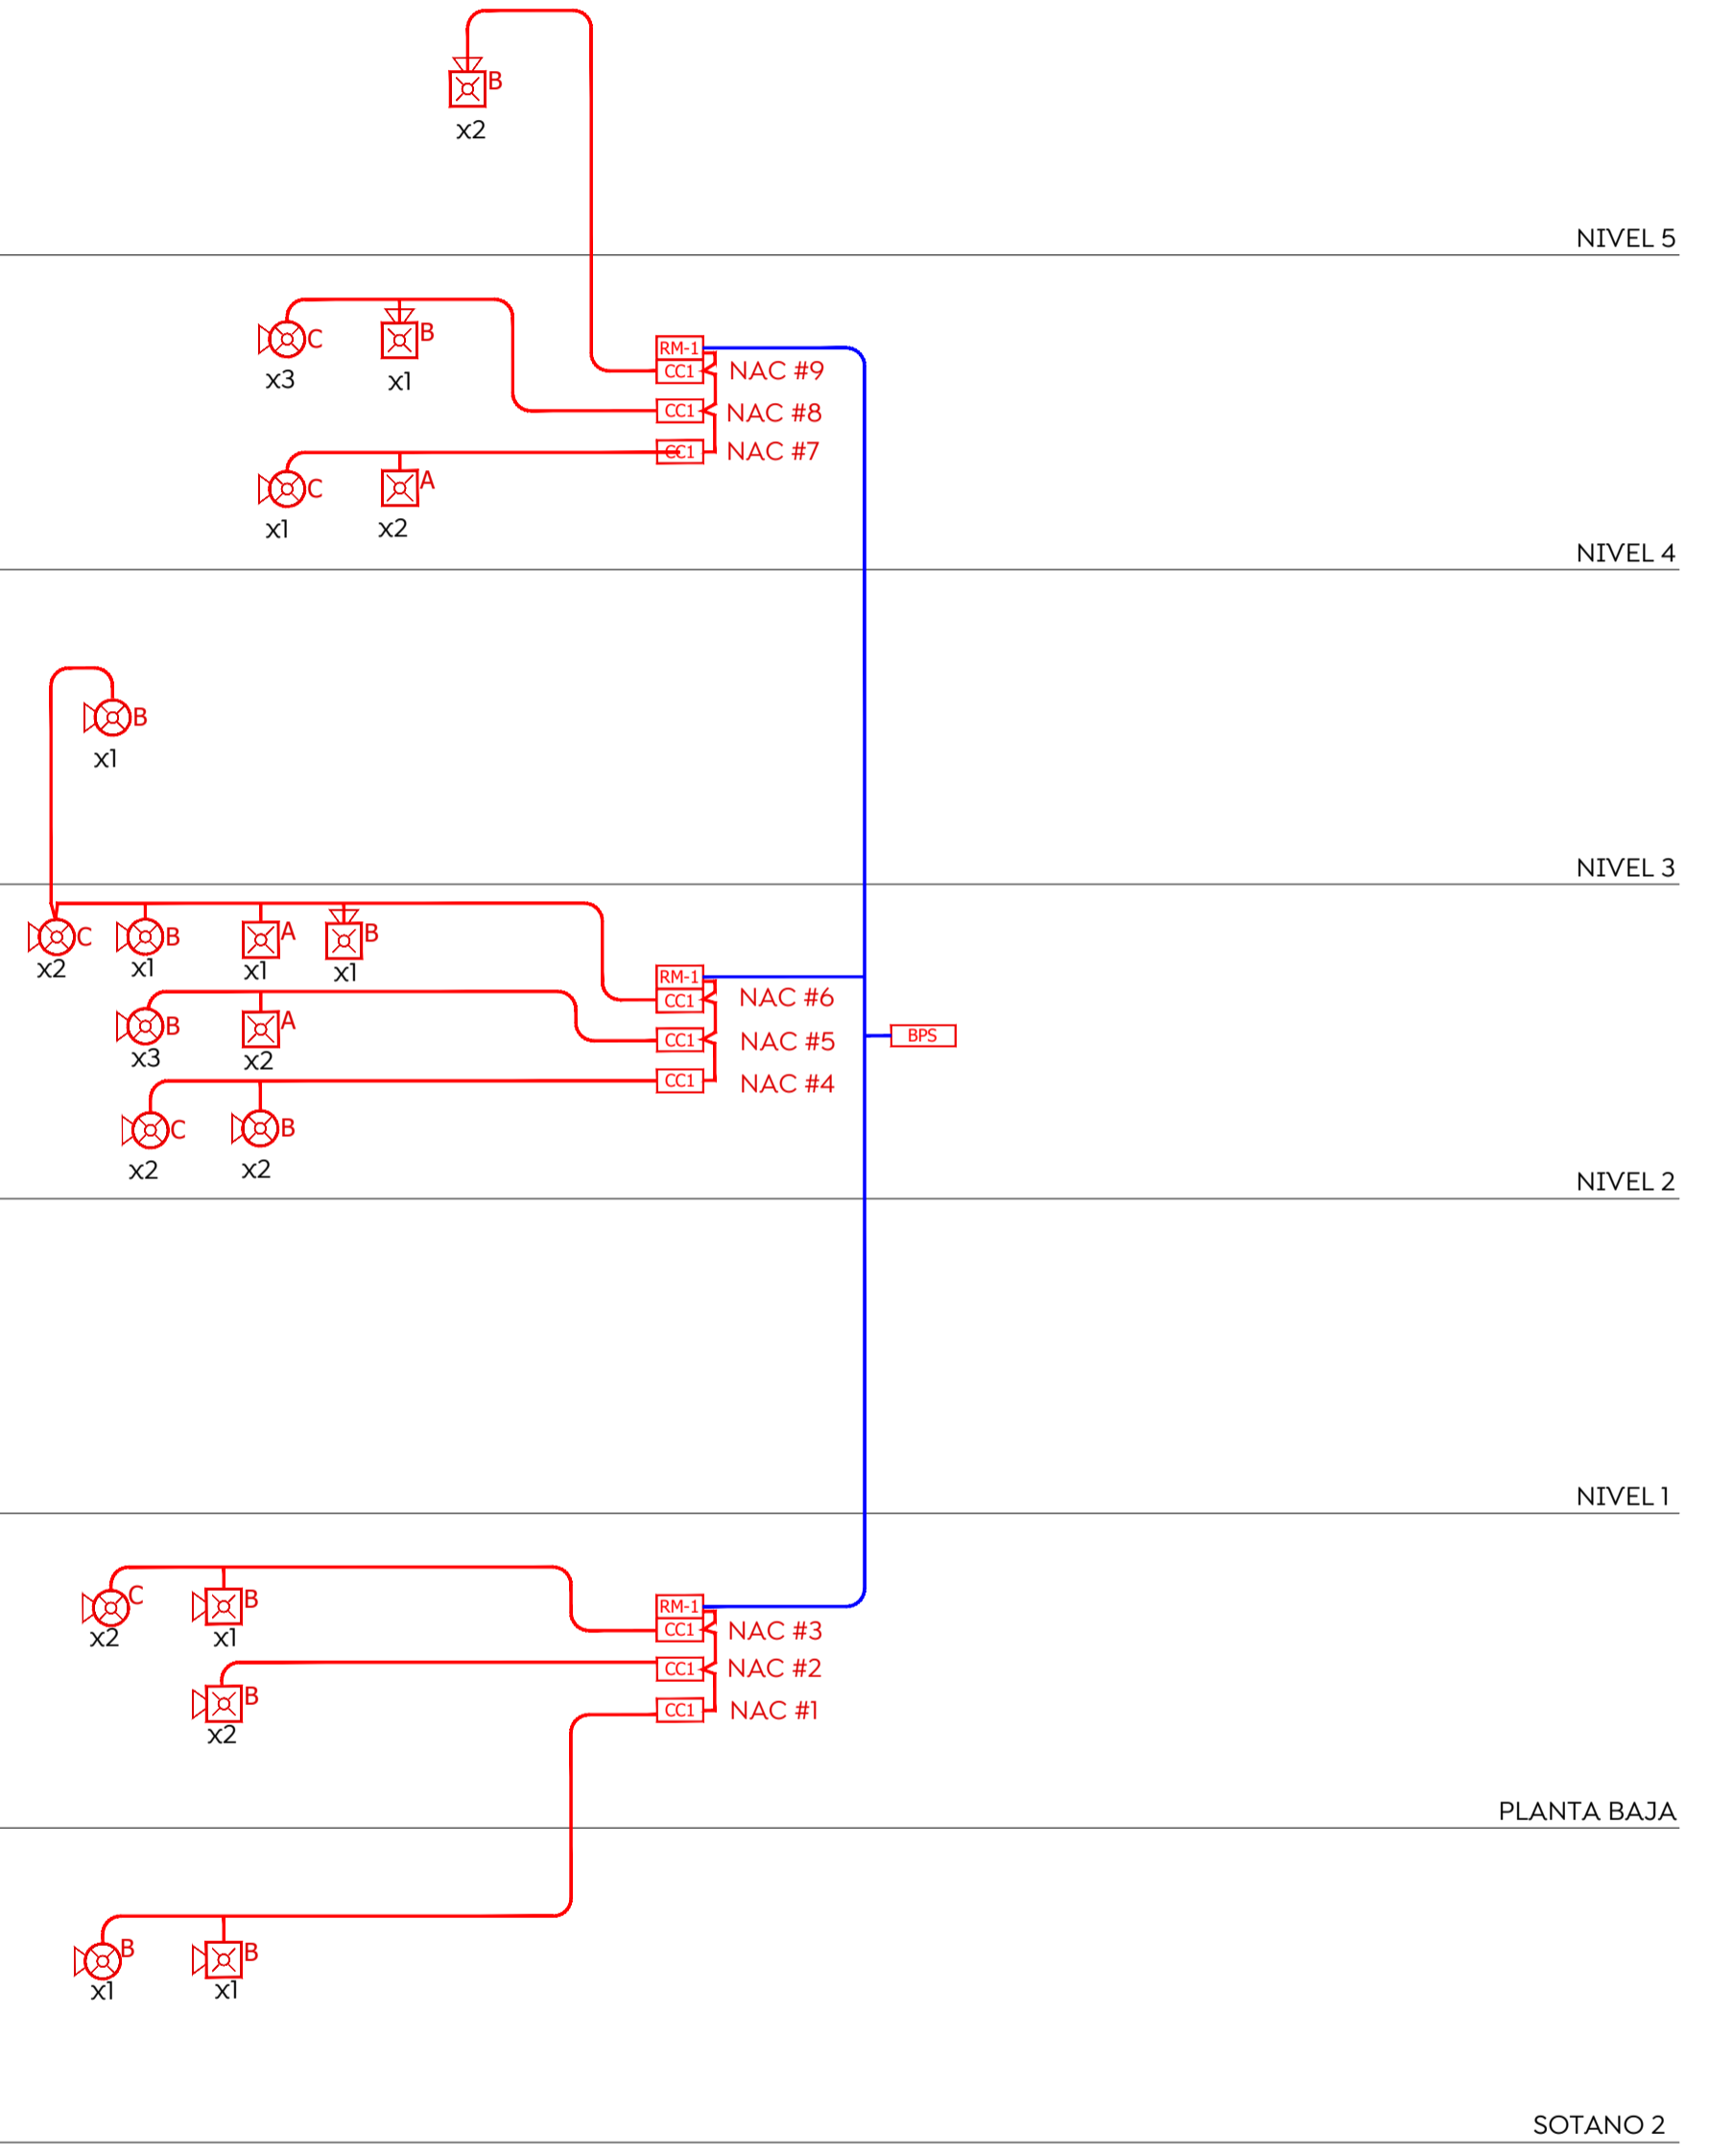 B
x2
NIVEL 5
C
x3
B
x1
RM-1
CC1
NAC #9
CC1
NAC #8
CC1
NAC #7
C
x1
A
x2
NIVEL 4
B
x1
NIVEL 3
C
x2
B
x1
A
x1
B
x1
RM-1
CC1
NAC #6
B
x3
A
x2
CC1
NAC #5
BPS
CC1
NAC #4
C
x2
B
x2
NIVEL 2
NIVEL 1
C
x2
B
x1
RM-1
CC1
NAC #3
CC1
NAC #2
B
x2
CC1
NAC #1
PLANTA BAJA
B
x1
B
x1
SOTANO 2